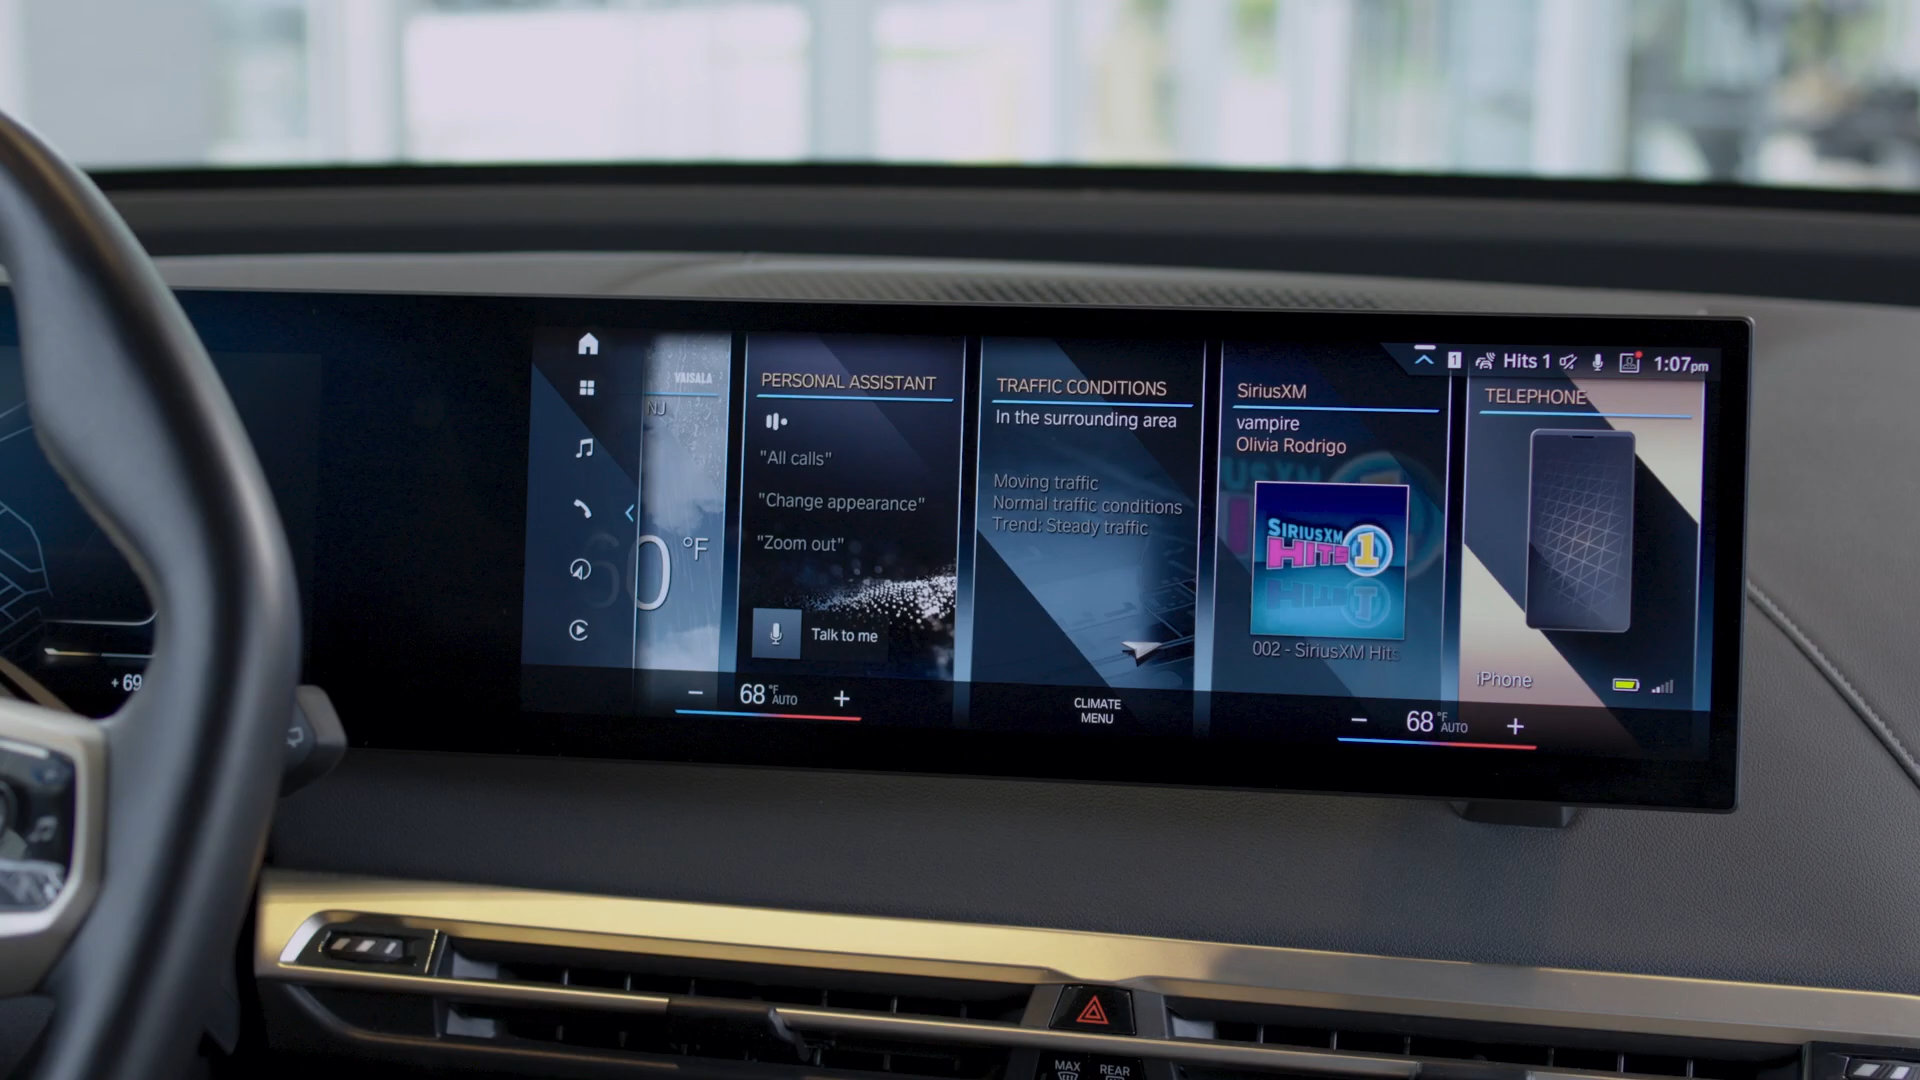 1 Hits 1 1:07pm
VAISALA
NJ
60 °F
PERSONAL ASSISTANT
"All calls"
"Change appearance"
"Zoom out"
Talk to me
TRAFFIC CONDITIONS
In the surrounding area
Moving traffic
Normal traffic conditions
Trend: Steady traffic
SiriusXM
vampire
Olivia Rodrigo
SIRIUSXM
HITS 1
002 - SiriusXM Hits
TELEPHONE
iPhone
+69
− 68 °F AUTO +
CLIMATE
MENU
− 68 °F AUTO +
MAX
REAR